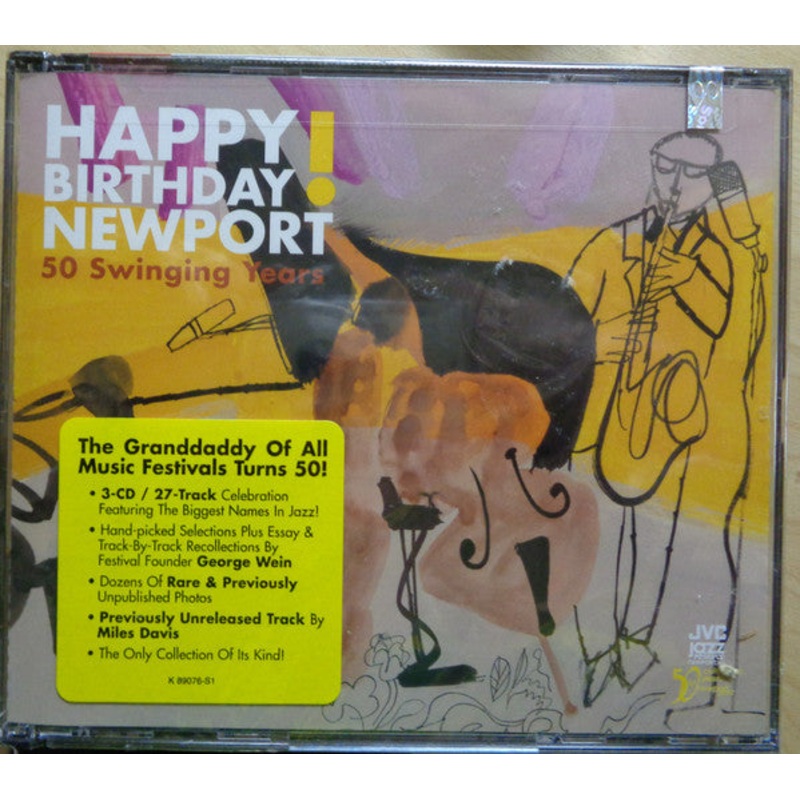 HAPPY!
BIRTHDAY
NEWPORT
50 Swinging Years
The Granddaddy Of All
Music Festivals Turns 50!
• 3-CD / 27-Track Celebration
Featuring The Biggest Names In Jazz!
• Hand-picked Selections Plus Essay &
Track-By-Track Recollections By
Festival Founder George Wein
• Dozens Of Rare & Previously
Unpublished Photos
• Previously Unreleased Track By
Miles Davis
• The Only Collection Of Its Kind!
K 89076-S1
JVC
jazz
50